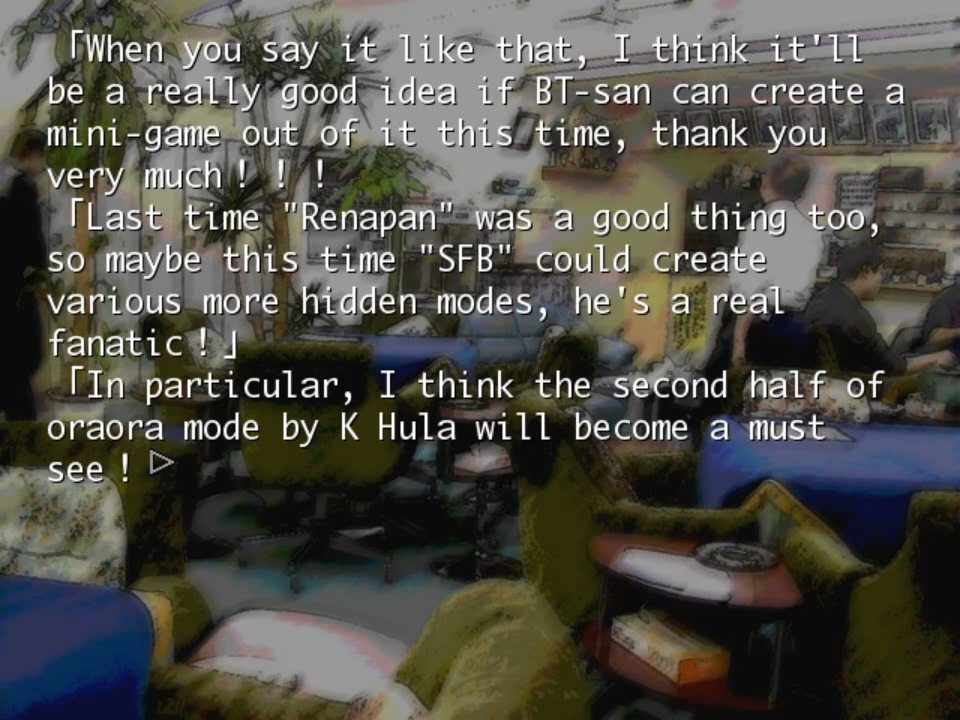 「When you say it like that, I think it'll
be a really good idea if BT-san can create a
mini-game out of it this time, thank you
very much！！！
「Last time "Renapan" was a good thing too,
so maybe this time "SFB" could create
various more hidden modes, he's a real
fanatic！」
「In particular, I think the second half of
oraora mode by K Hula will become a must
see！